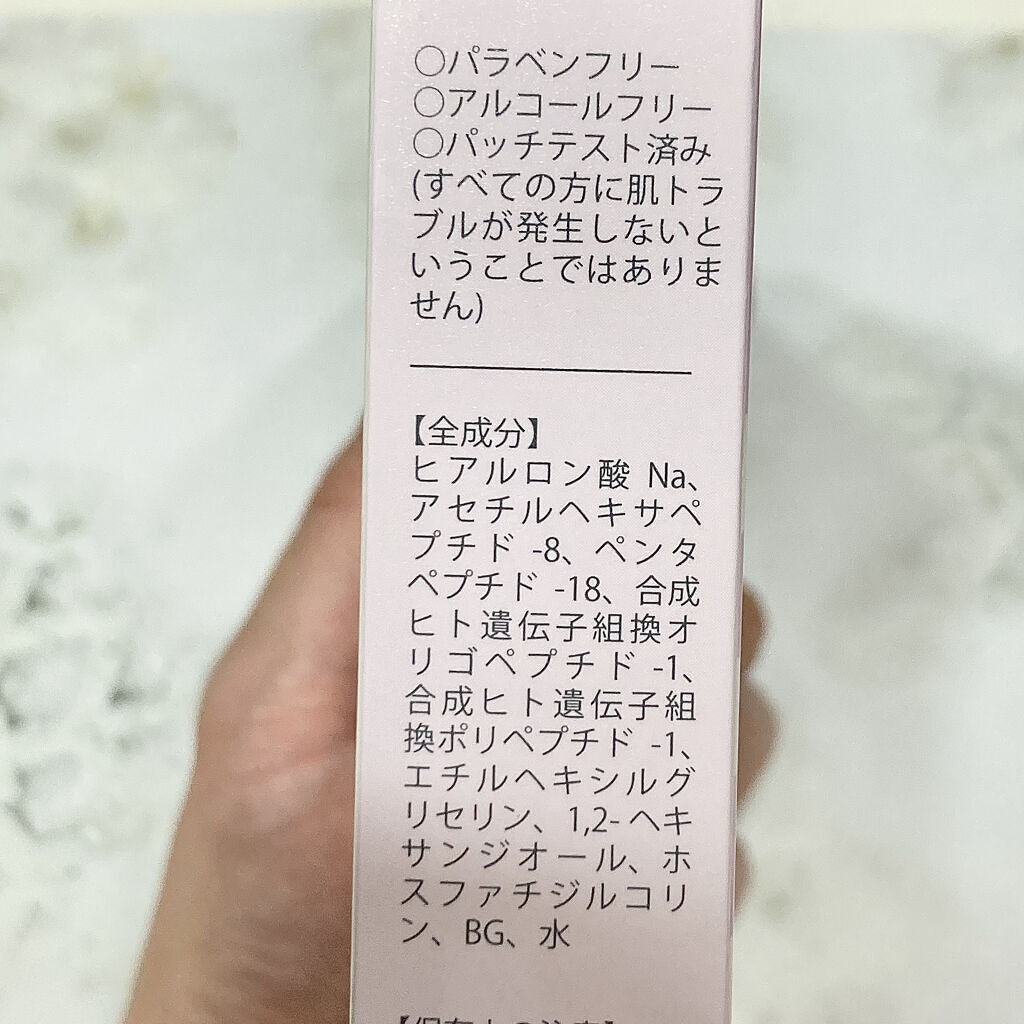 ○パラベンフリー
○アルコールフリー
○パッチテスト済み
(すべての方に肌トラ
ブルが発生しないと
いうことではありま
せん)
【全成分】
ヒアルロン酸 Na、
アセチルヘキサペ
プチド -8、ペンタ
ペプチド -18、合成
ヒト遺伝子組換オ
リゴペプチド -1、
合成ヒト遺伝子組
換ポリペプチド -1、
エチルヘキシルグ
リセリン、1,2- ヘキ
サンジオール、ホ
スファチジルコリ
ン、BG、水